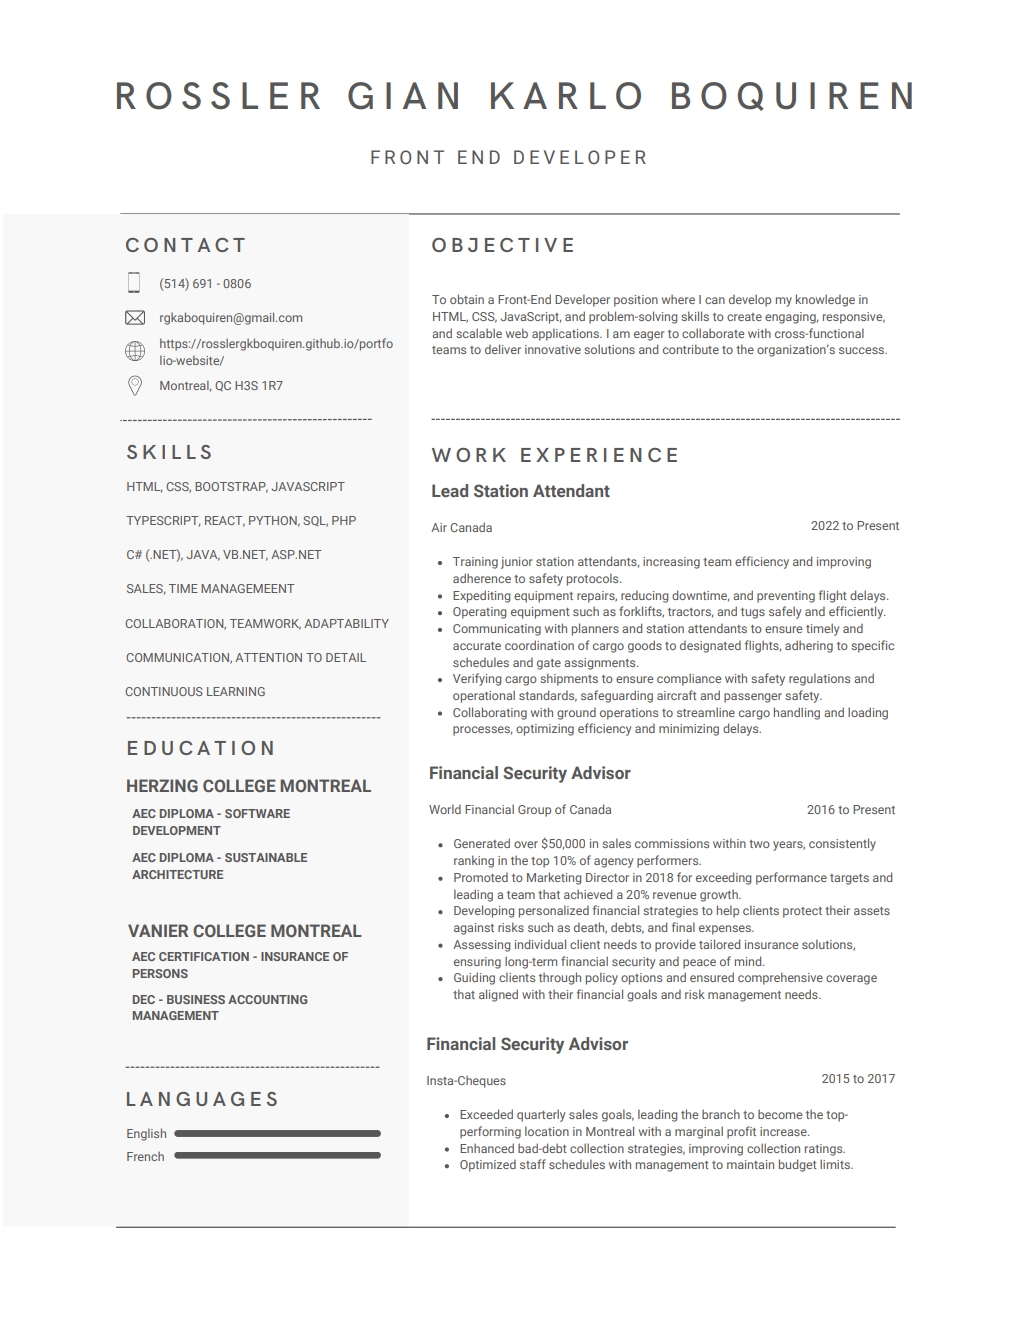 ROSSLER GIAN KARLO BOQUIREN
FRONT END DEVELOPER
CONTACT
(514) 691 - 0806
rgkaboquiren@gmail.com
https://rosslergkboquiren.github.io/portfo
lio-website/
Montreal, QC H3S 1R7
SKILLS
HTML, CSS, BOOTSTRAP, JAVASCRIPT
TYPESCRIPT, REACT, PYTHON, SQL, PHP
C# (.NET), JAVA, VB.NET, ASP.NET
SALES, TIME MANAGEMEENT
COLLABORATION, TEAMWORK, ADAPTABILITY
COMMUNICATION, ATTENTION TO DETAIL
CONTINUOUS LEARNING
EDUCATION
HERZING COLLEGE MONTREAL
AEC DIPLOMA - SOFTWARE
DEVELOPMENT
AEC DIPLOMA - SUSTAINABLE
ARCHITECTURE
VANIER COLLEGE MONTREAL
AEC CERTIFICATION - INSURANCE OF
PERSONS
DEC - BUSINESS ACCOUNTING
MANAGEMENT
LANGUAGES
English
French
OBJECTIVE
To obtain a Front-End Developer position where I can develop my knowledge in
HTML, CSS, JavaScript, and problem-solving skills to create engaging, responsive,
and scalable web applications. I am eager to collaborate with cross-functional
teams to deliver innovative solutions and contribute to the organization's success.
WORK EXPERIENCE
Lead Station Attendant
Air Canada 2022 to Present
• Training junior station attendants, increasing team efficiency and improving
adherence to safety protocols.
• Expediting equipment repairs, reducing downtime, and preventing flight delays.
• Operating equipment such as forklifts, tractors, and tugs safely and efficiently.
• Communicating with planners and station attendants to ensure timely and
accurate coordination of cargo goods to designated flights, adhering to specific
schedules and gate assignments.
• Verifying cargo shipments to ensure compliance with safety regulations and
operational standards, safeguarding aircraft and passenger safety.
• Collaborating with ground operations to streamline cargo handling and loading
processes, optimizing efficiency and minimizing delays.
Financial Security Advisor
World Financial Group of Canada 2016 to Present
• Generated over $50,000 in sales commissions within two years, consistently
ranking in the top 10% of agency performers.
• Promoted to Marketing Director in 2018 for exceeding performance targets and
leading a team that achieved a 20% revenue growth.
• Developing personalized financial strategies to help clients protect their assets
against risks such as death, debts, and final expenses.
• Assessing individual client needs to provide tailored insurance solutions,
ensuring long-term financial security and peace of mind.
• Guiding clients through policy options and ensured comprehensive coverage
that aligned with their financial goals and risk management needs.
Financial Security Advisor
Insta-Cheques 2015 to 2017
• Exceeded quarterly sales goals, leading the branch to become the top-
performing location in Montreal with a marginal profit increase.
• Enhanced bad-debt collection strategies, improving collection ratings.
• Optimized staff schedules with management to maintain budget limits.